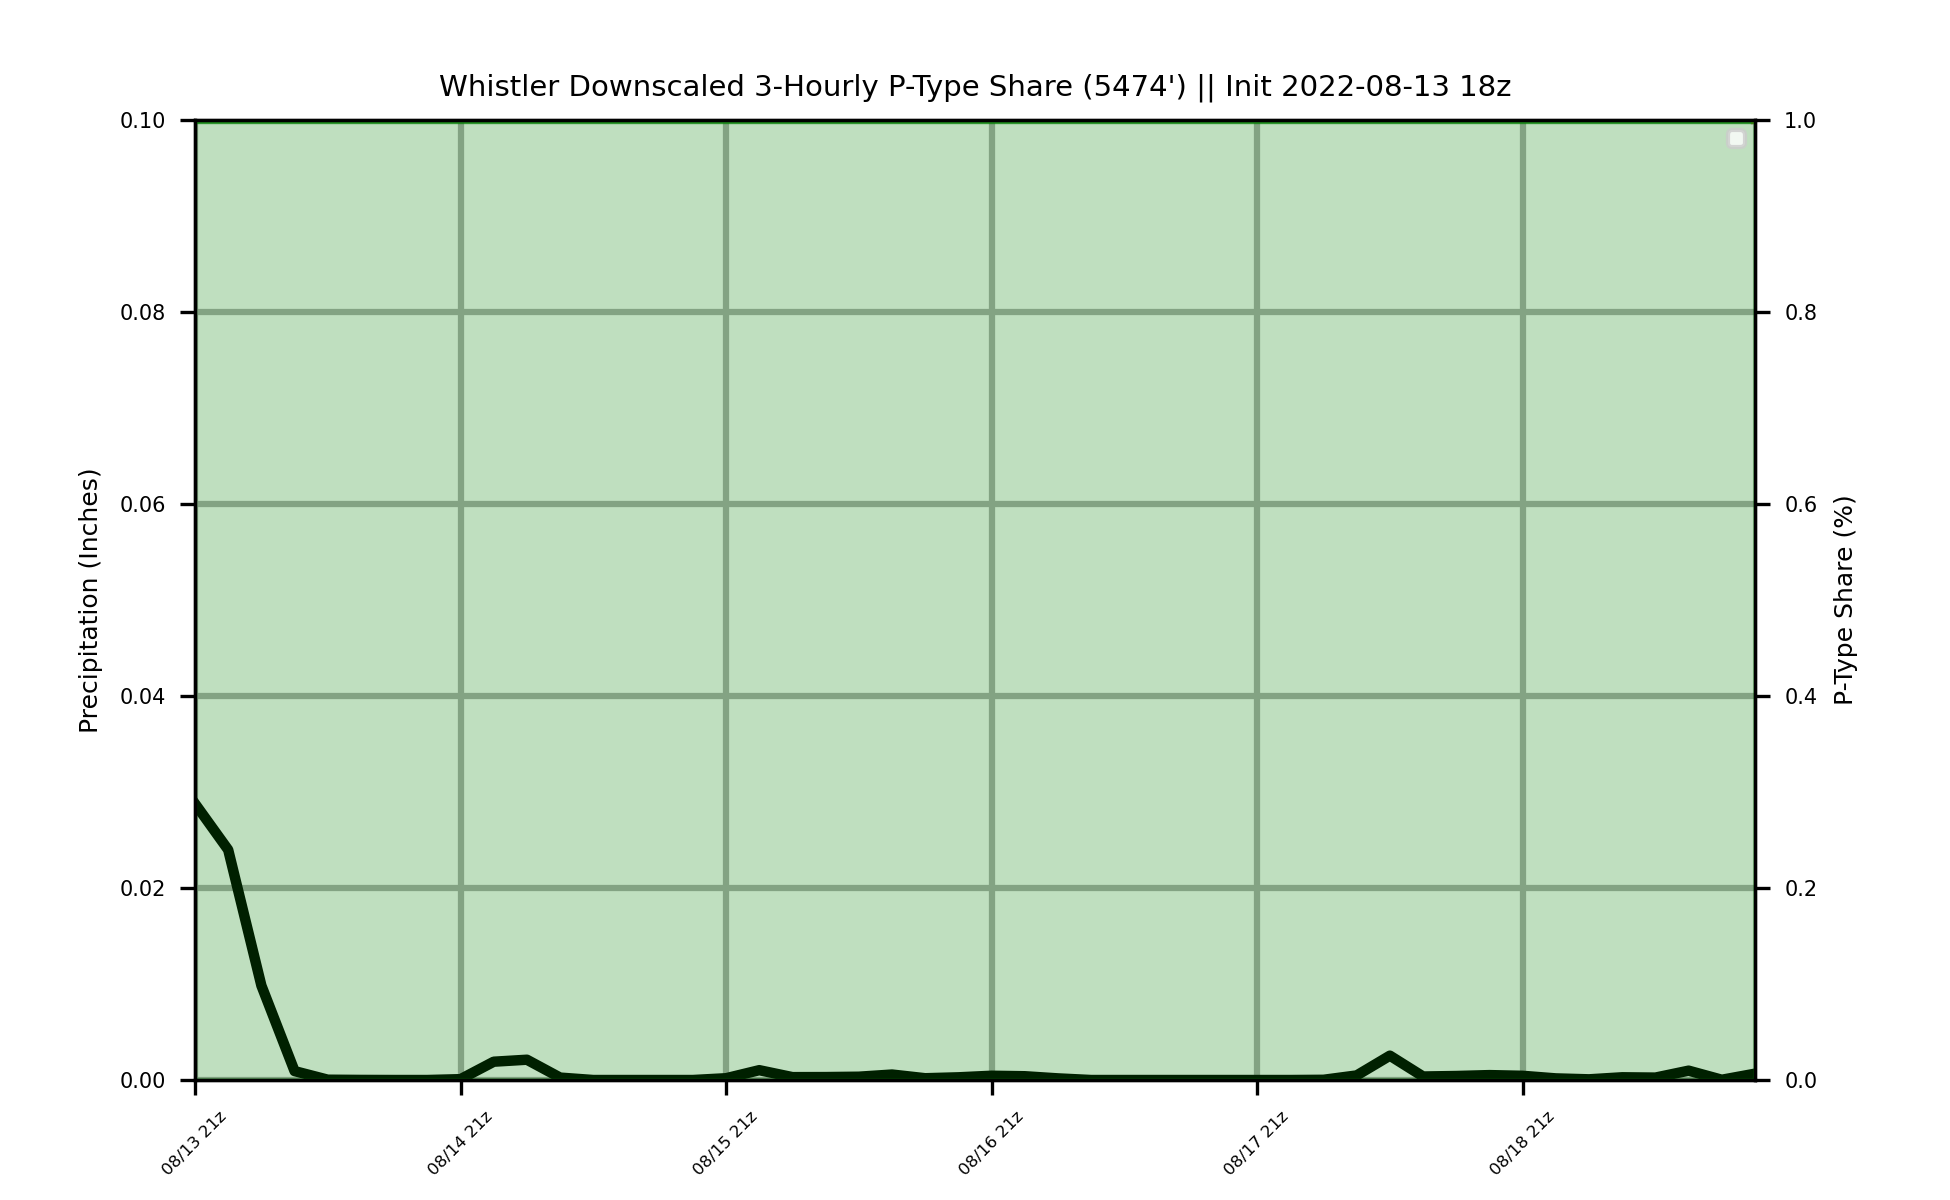 Whistler Downscaled 3-Hourly P-Type Share (5474') || Init 2022-08-13 18z
0.10
0.08
0.06
0.04
0.02
0.00
Precipitation (Inches)
1.0
0.8
0.6
0.4
0.2
0.0
P-Type Share (%)
08/13 21z
08/14 21z
08/15 21z
08/16 21z
08/17 21z
08/18 21z